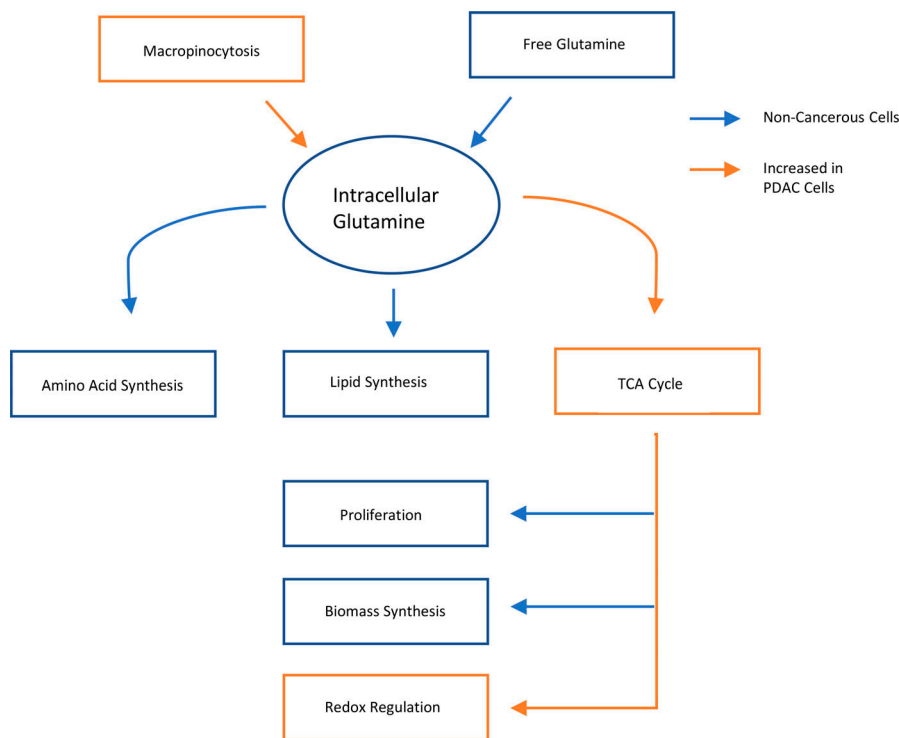 Macropinocytosis
Free Glutamine
Non-Cancerous Cells
Increased in
PDAC Cells
Intracellular
Glutamine
Amino Acid Synthesis
Lipid Synthesis
TCA Cycle
Proliferation
Biomass Synthesis
Redox Regulation